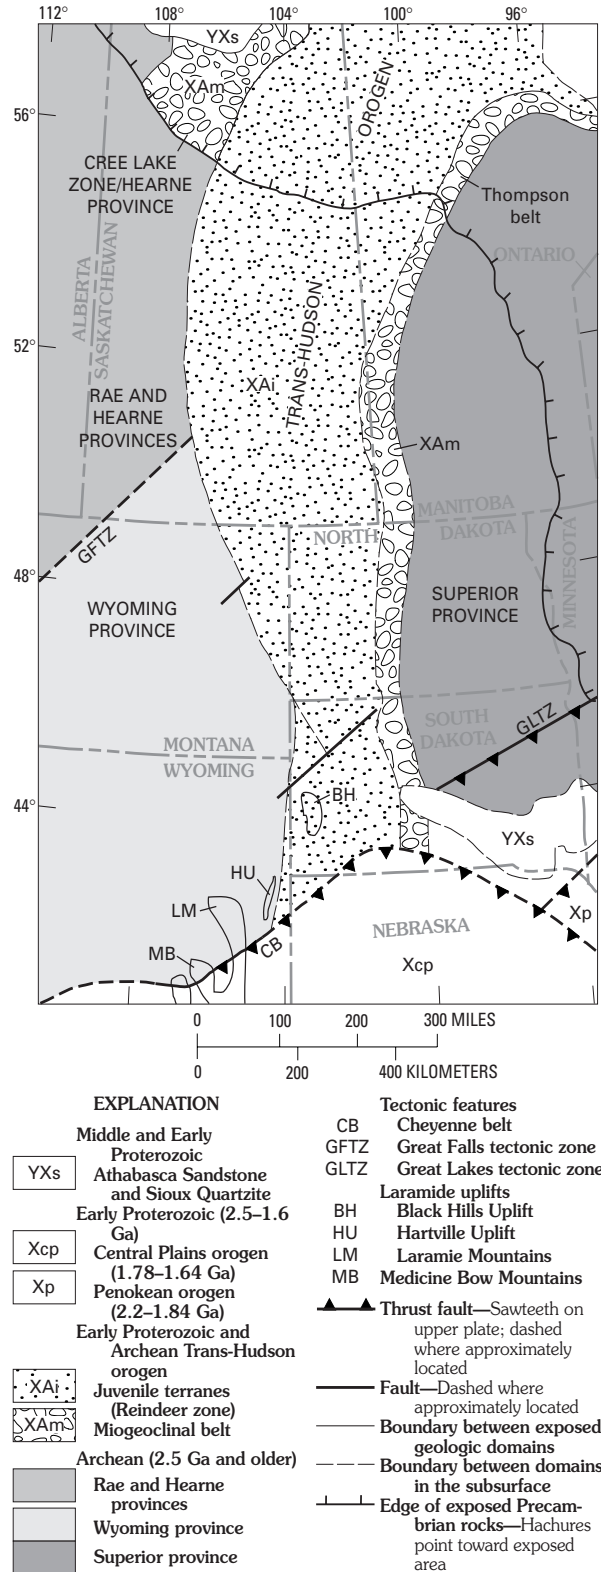 112° 108° 104° 100° 96°
YXs
XAm
OROGEN
56°
CREE LAKE
ZONE/HEARNE
PROVINCE
Thompson
belt
ONTARIO
ALBERTA
SASKATCHEWAN
TRANS-HUDSON
52°
XAi
RAE AND
HEARNE
PROVINCES
XAm
MANITOBA
GFTZ
NORTH
DAKOTA
48°
WYOMING
PROVINCE
SUPERIOR
PROVINCE
MINNESOTA
SOUTH
DAKOTA
GLTZ
MONTANA
WYOMING
BH
44°
YXs
HU
LM
Xp
NEBRASKA
MB
CB
Xcp
0 100 200 300 MILES
0 200 400 KILOMETERS
EXPLANATION
Middle and Early
Proterozoic
YXs
Athabasca Sandstone
and Sioux Quartzite
Early Proterozoic (2.5–1.6
Ga)
Xcp
Central Plains orogen
(1.78–1.64 Ga)
Xp
Penokean orogen
(2.2–1.84 Ga)
Early Proterozoic and
Archean Trans-Hudson
orogen
XAi
Juvenile terranes
(Reindeer zone)
XAm
Miogeoclinal belt
Archean (2.5 Ga and older)
Rae and Hearne
provinces
Wyoming province
Superior province
Tectonic features
CB Cheyenne belt
GFTZ Great Falls tectonic zone
GLTZ Great Lakes tectonic zone
Laramide uplifts
BH Black Hills Uplift
HU Hartville Uplift
LM Laramie Mountains
MB Medicine Bow Mountains
Thrust fault—Sawteeth on
upper plate; dashed
where approximately
located
Fault—Dashed where
approximately located
Boundary between exposed
geologic domains
Boundary between domains
in the subsurface
Edge of exposed Precam-
brian rocks—Hachures
point toward exposed
area